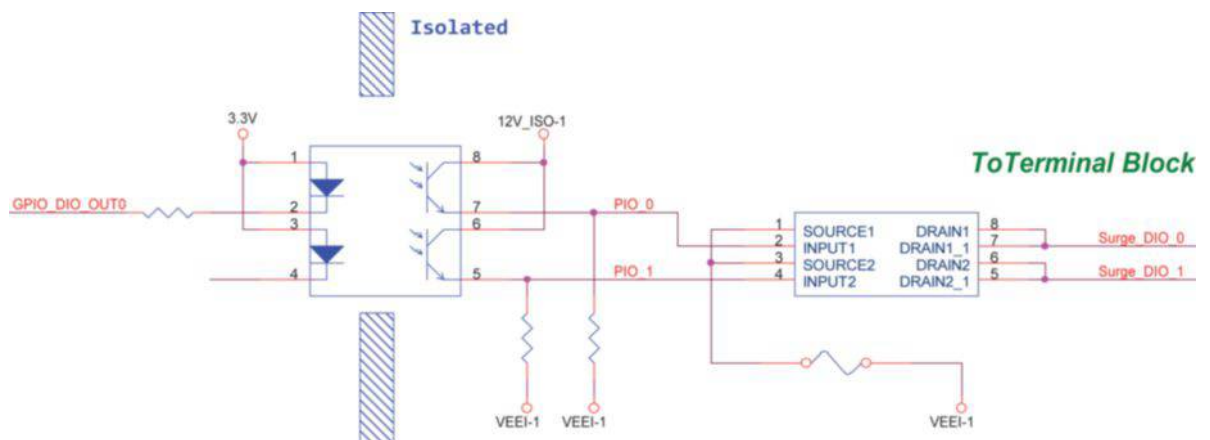 Isolated
3.3V
12V_ISO-1
ToTerminal Block
1
8
GPIO_DIO_OUT0
2
7
PIO_0
3
6
4
5
PIO_1
1
SOURCE1
DRAIN1
8
2
INPUT1
DRAIN1_1
7
Surge_DIO_0
3
SOURCE2
DRAIN2
6
4
INPUT2
DRAIN2_1
5
Surge_DIO_1
VEEI-1
VEEI-1
VEEI-1